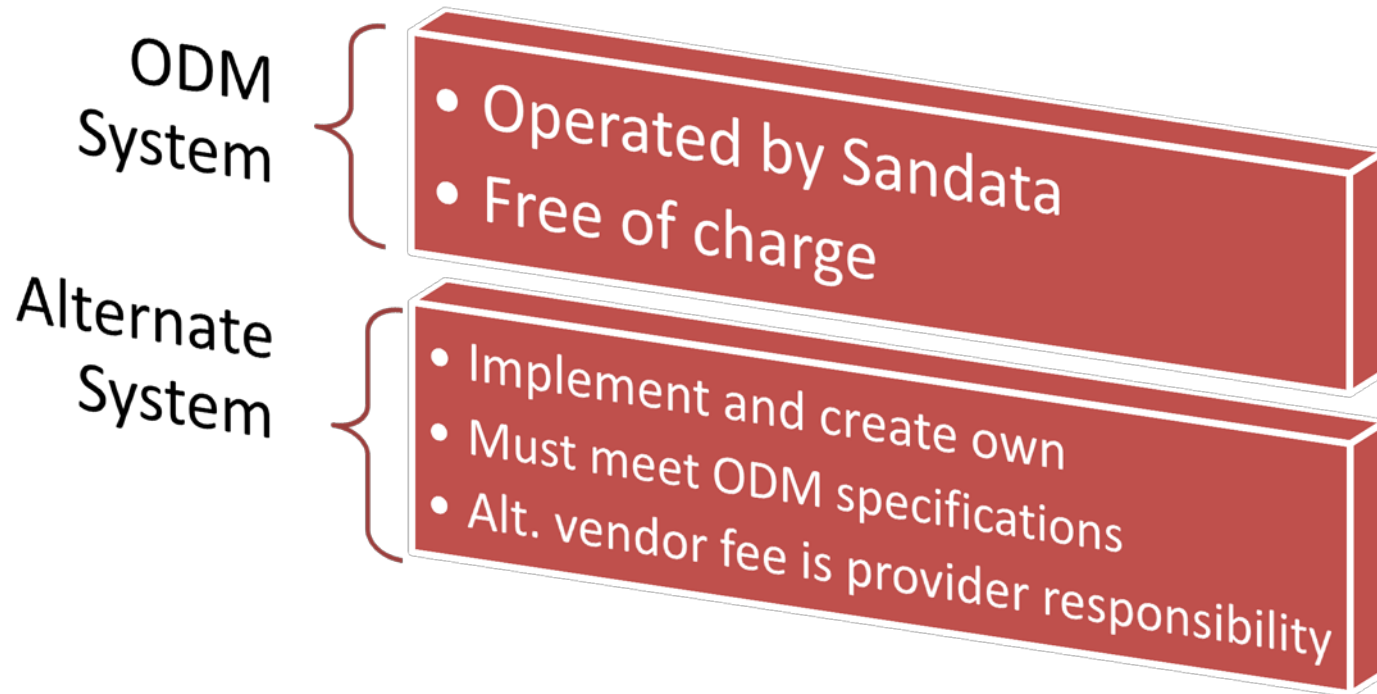 ODM
System
• Operated by Sandata
• Free of charge
Alternate
System
• Implement and create own
• Must meet ODM specifications
• Alt. vendor fee is provider responsibility